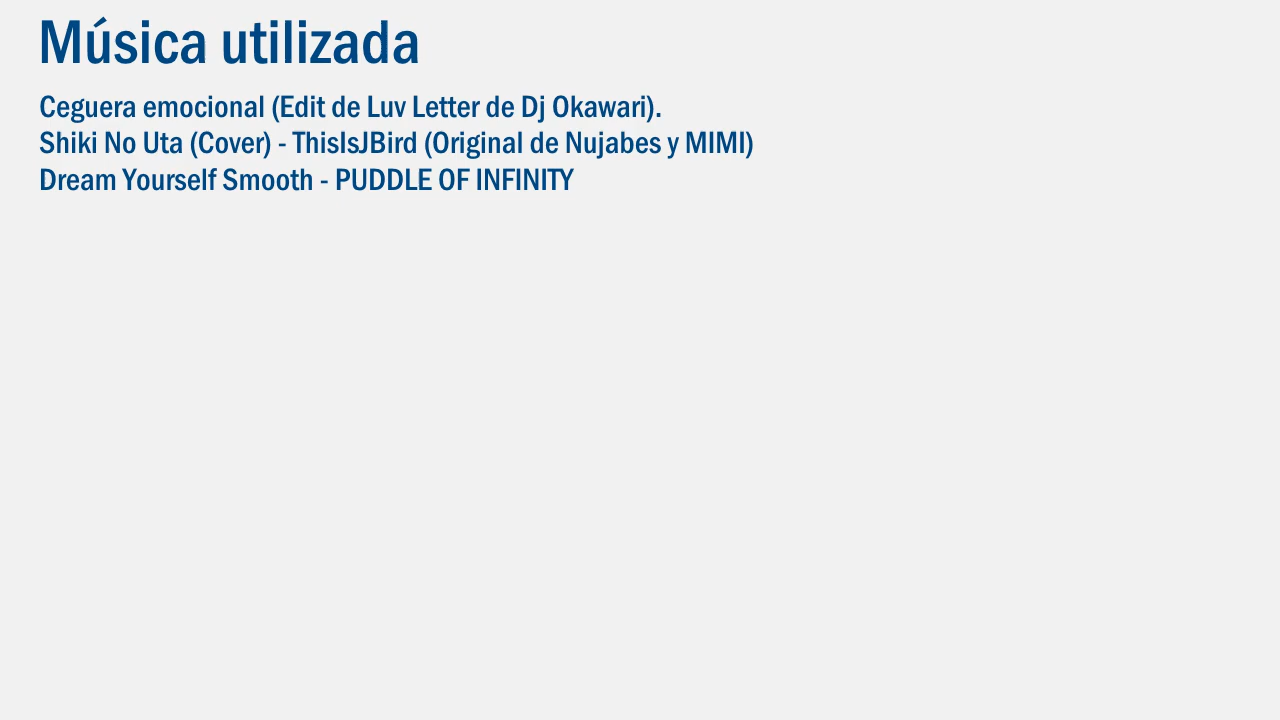 Música utilizada
Ceguera emocional (Edit de Luv Letter de Dj Okawari).
Shiki No Uta (Cover) - ThisIsJBird (Original de Nujabes y MIMI)
Dream Yourself Smooth - PUDDLE OF INFINITY